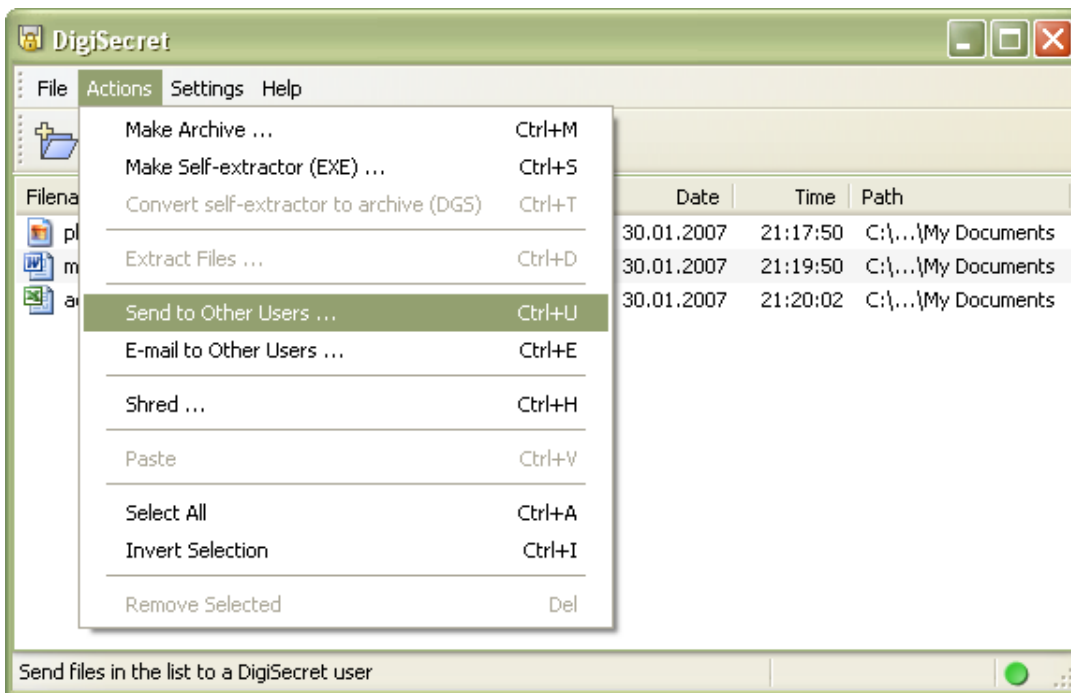 DigiSecret
File Actions Settings Help
Make Archive ... Ctrl+M
Make Self-extractor (EXE) ... Ctrl+S
Filena Date Time Path
Convert self-extractor to archive (DGS) Ctrl+T
pl 30.01.2007 21:17:50 C:\...\My Documents
Extract Files ... Ctrl+D
m 30.01.2007 21:19:50 C:\...\My Documents
a 30.01.2007 21:20:02 C:\...\My Documents
Send to Other Users ... Ctrl+U
E-mail to Other Users ... Ctrl+E
Shred ... Ctrl+H
Paste Ctrl+V
Select All Ctrl+A
Invert Selection Ctrl+I
Remove Selected Del
Send files in the list to a DigiSecret user